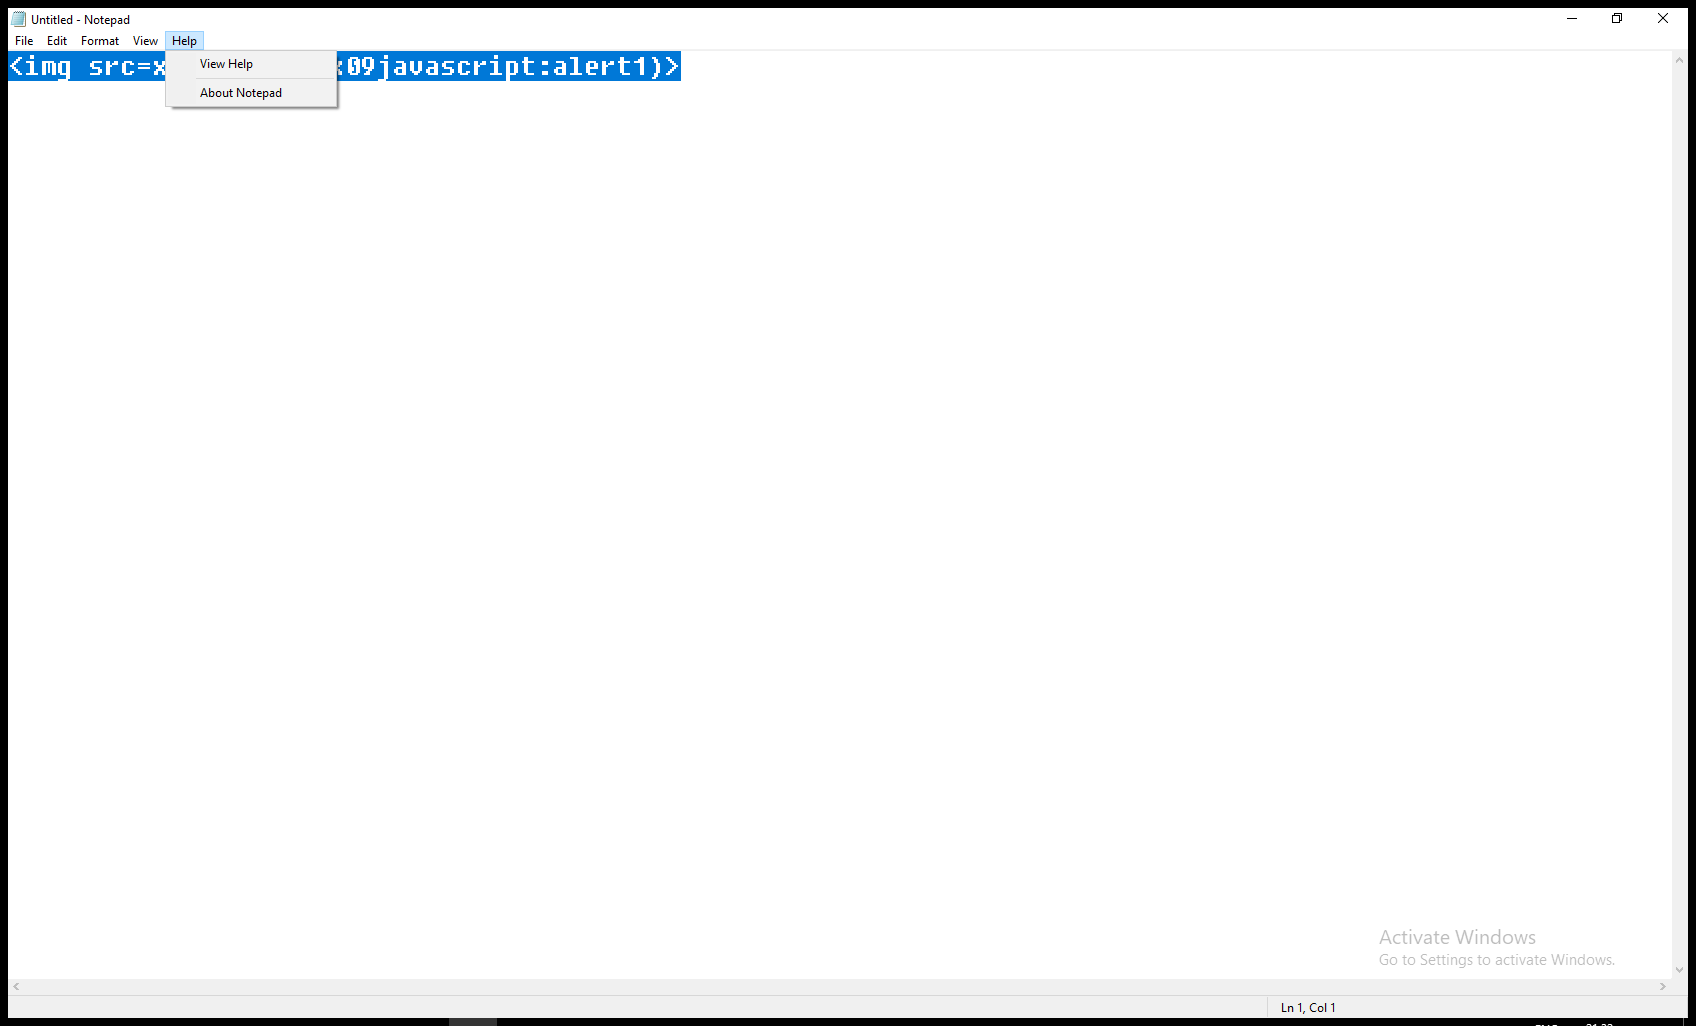 Untitled - Notepad
File Edit Format View Help
<img src=x :09javascript:alert1)>
View Help
About Notepad
Activate Windows
Go to Settings to activate Windows.
Ln 1, Col 1